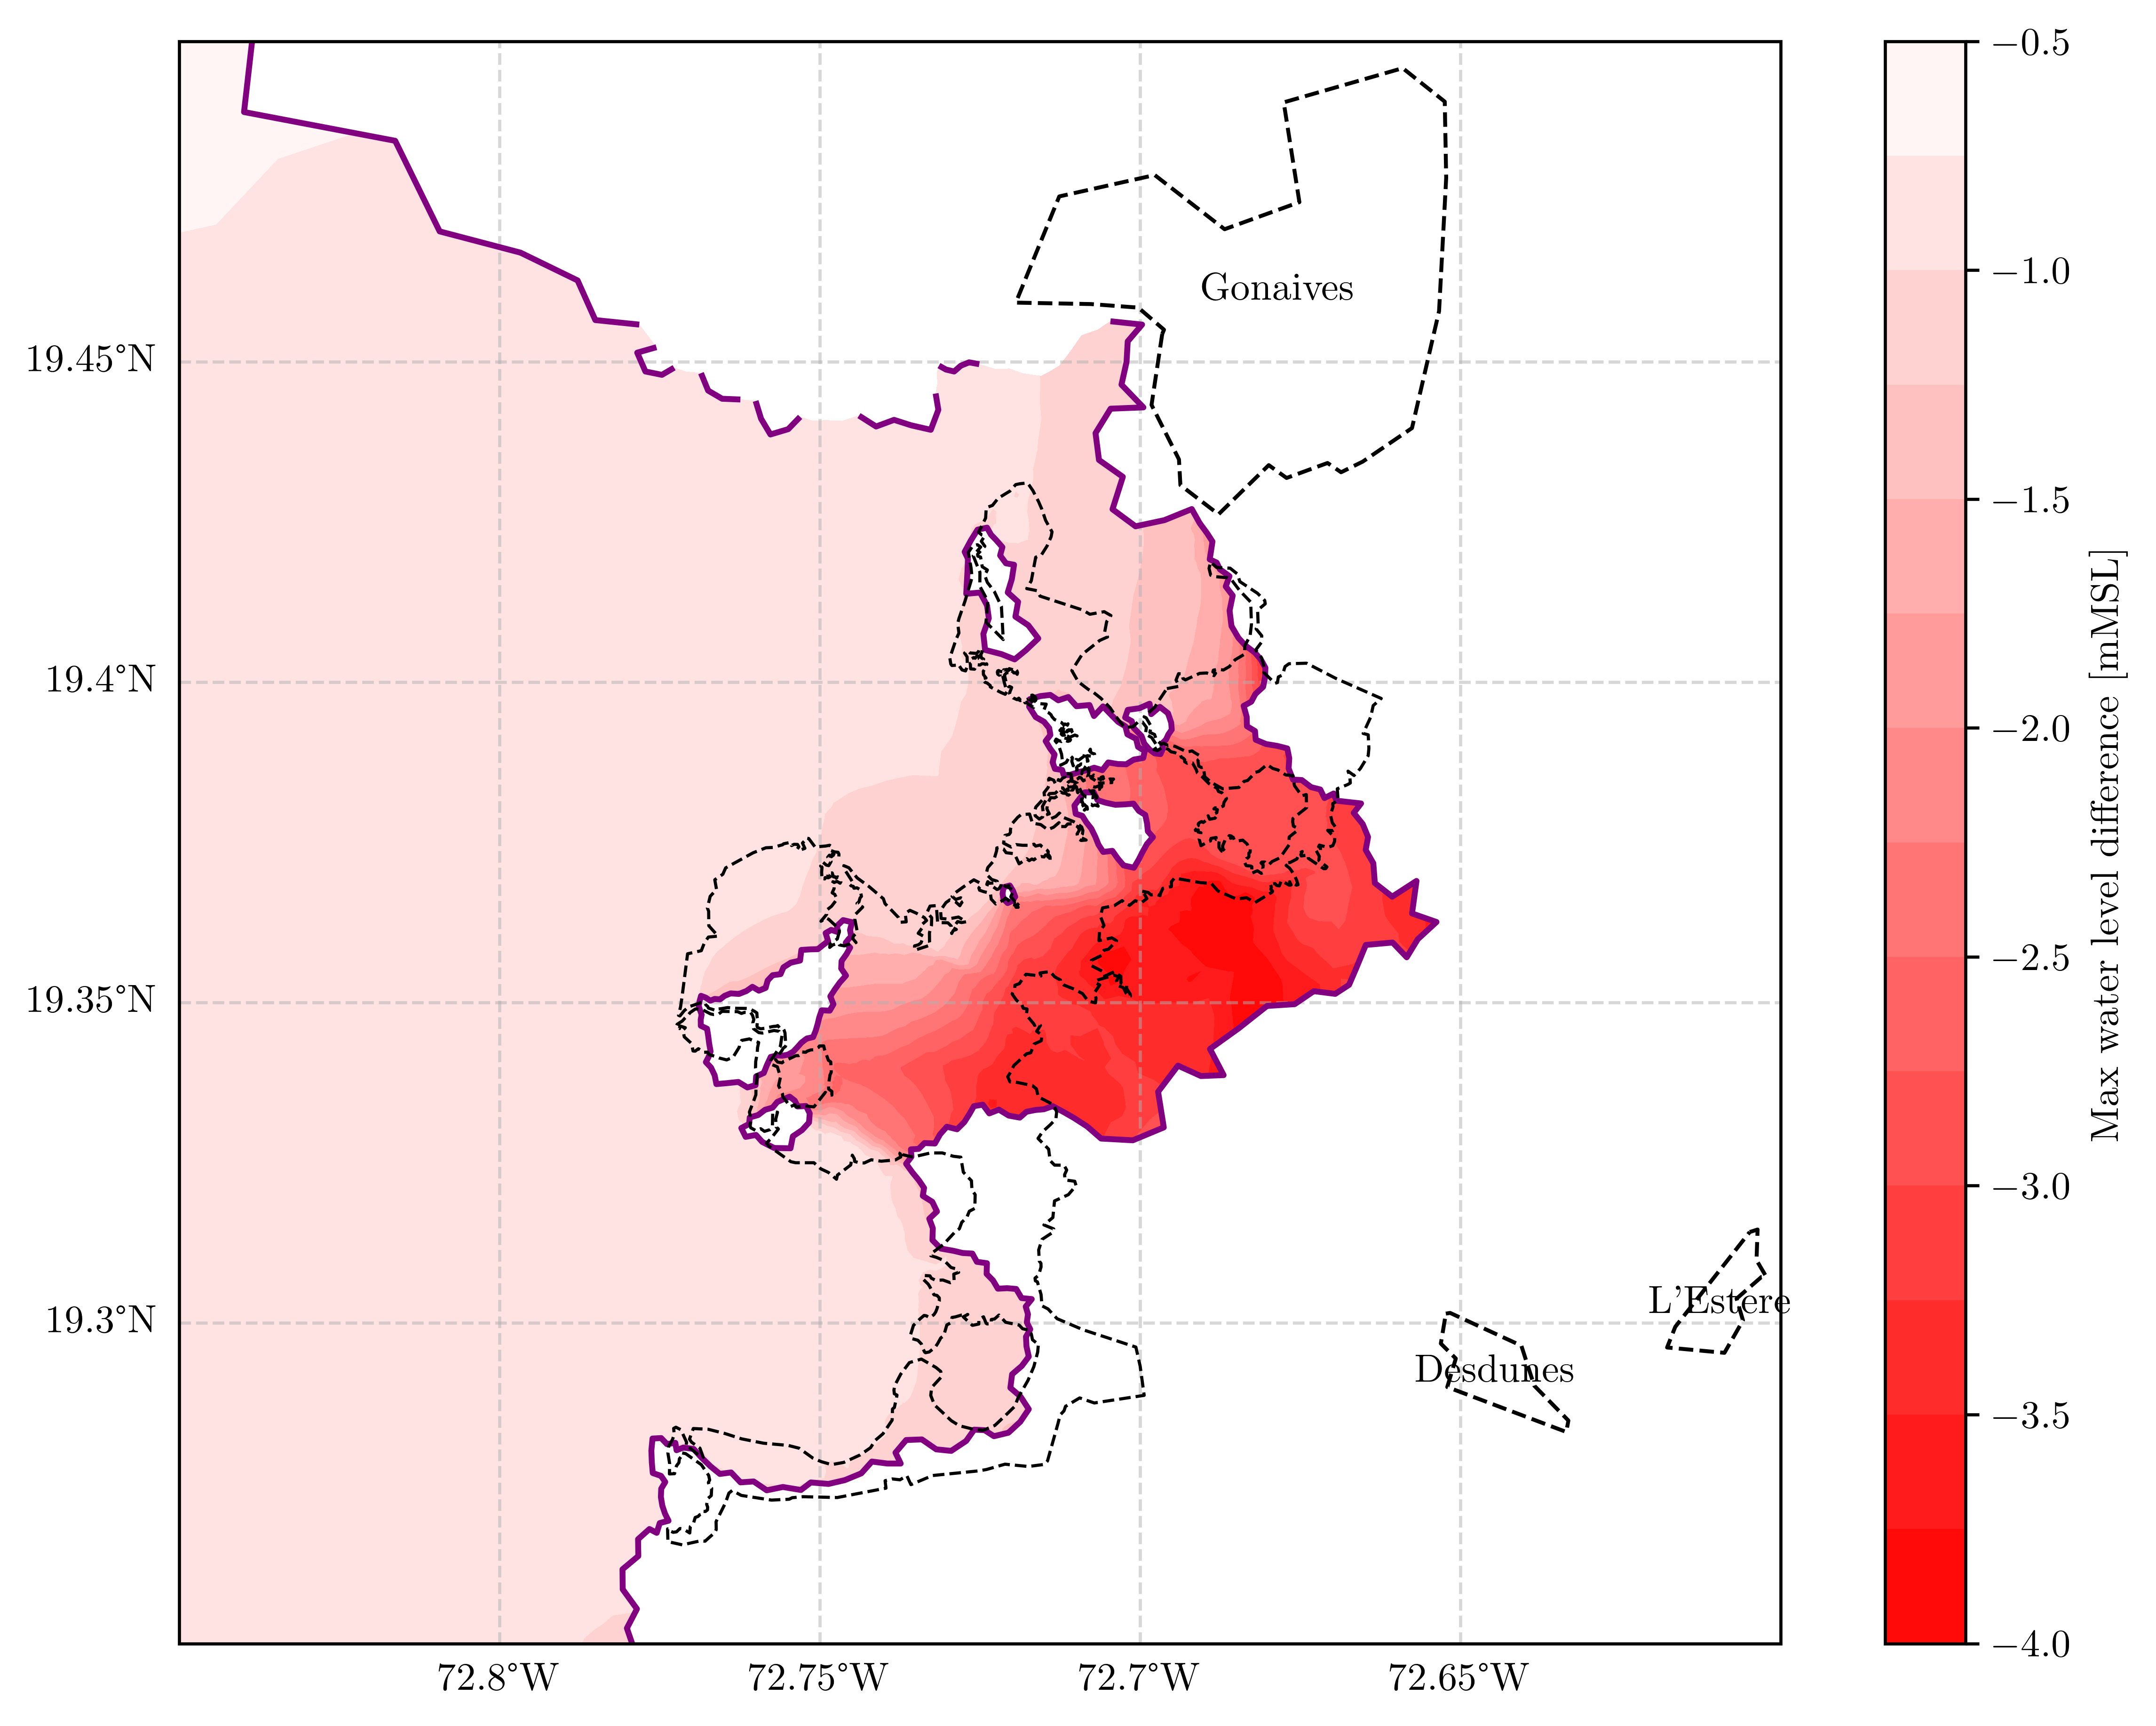 −0.5
Gonaives
−1.0
19.45°N
−1.5
19.4°N
−2.0
−2.5
19.35°N
−3.0
L'Estere
19.3°N
Desdunes
−3.5
−4.0
72.8°W 72.75°W 72.7°W 72.65°W
Max water level difference [mMSL]